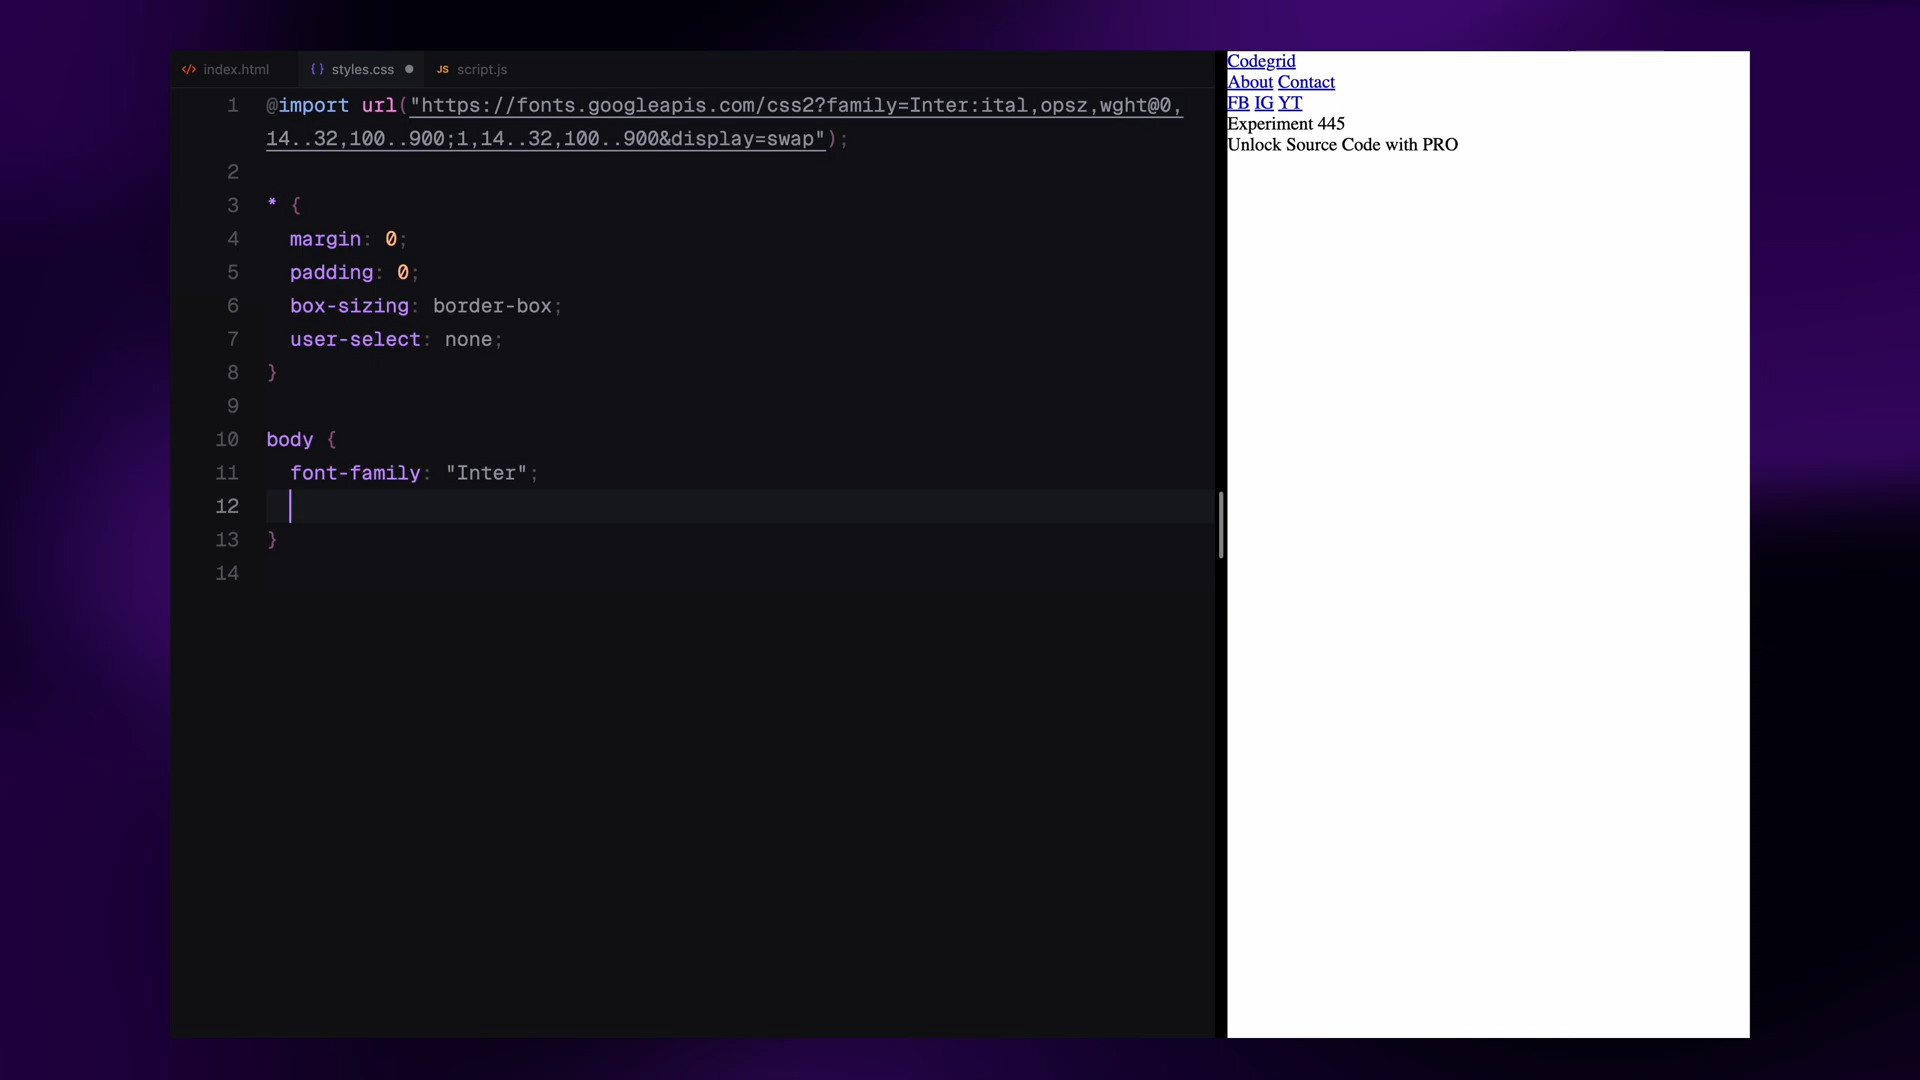 index.html
styles.css
JS script.js
1 @import url("https://fonts.googleapis.com/css2?family=Inter:ital,opsz,wght@0,
14..32,100..900;1,14..32,100..900&display=swap");
2
3 * {
4 margin: 0;
5 padding: 0;
6 box-sizing: border-box;
7 user-select: none;
8 }
9
10 body {
11 font-family: "Inter";
12
13 }
14
Codegrid
About Contact
FB IG YT
Experiment 445
Unlock Source Code with PRO